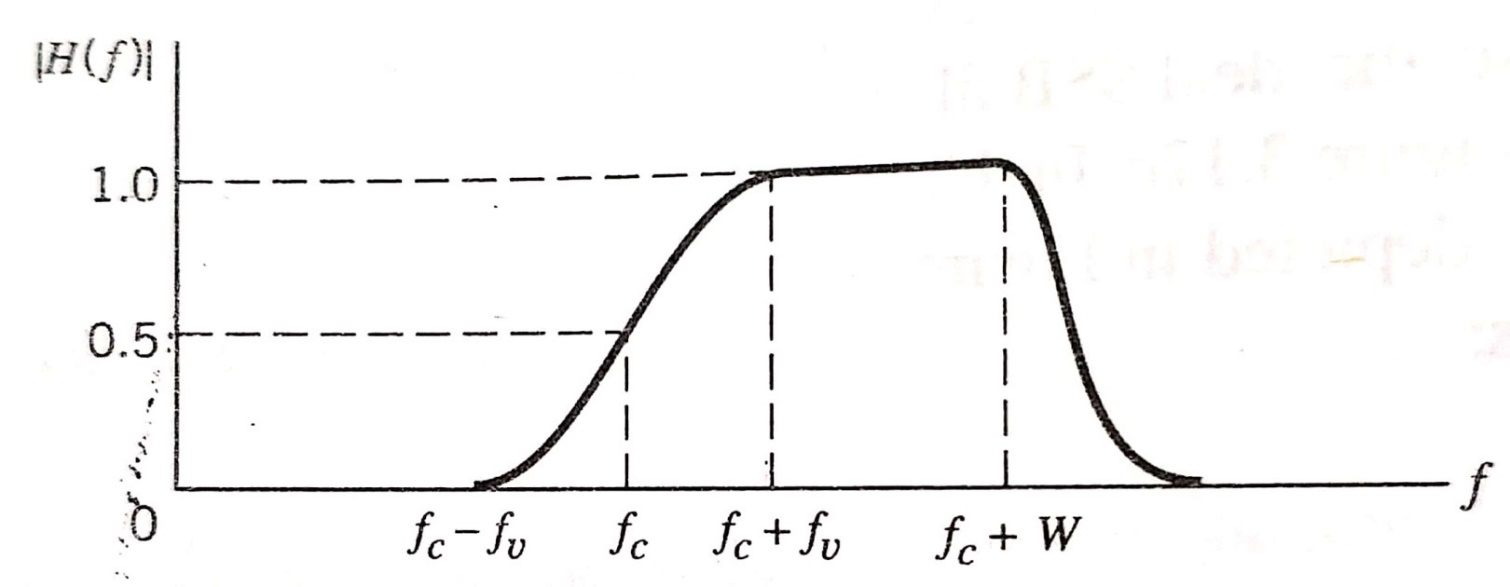 |H(f)|
1.0
0.5
0
f_c − f_v f_c f_c + f_v f_c + W
f